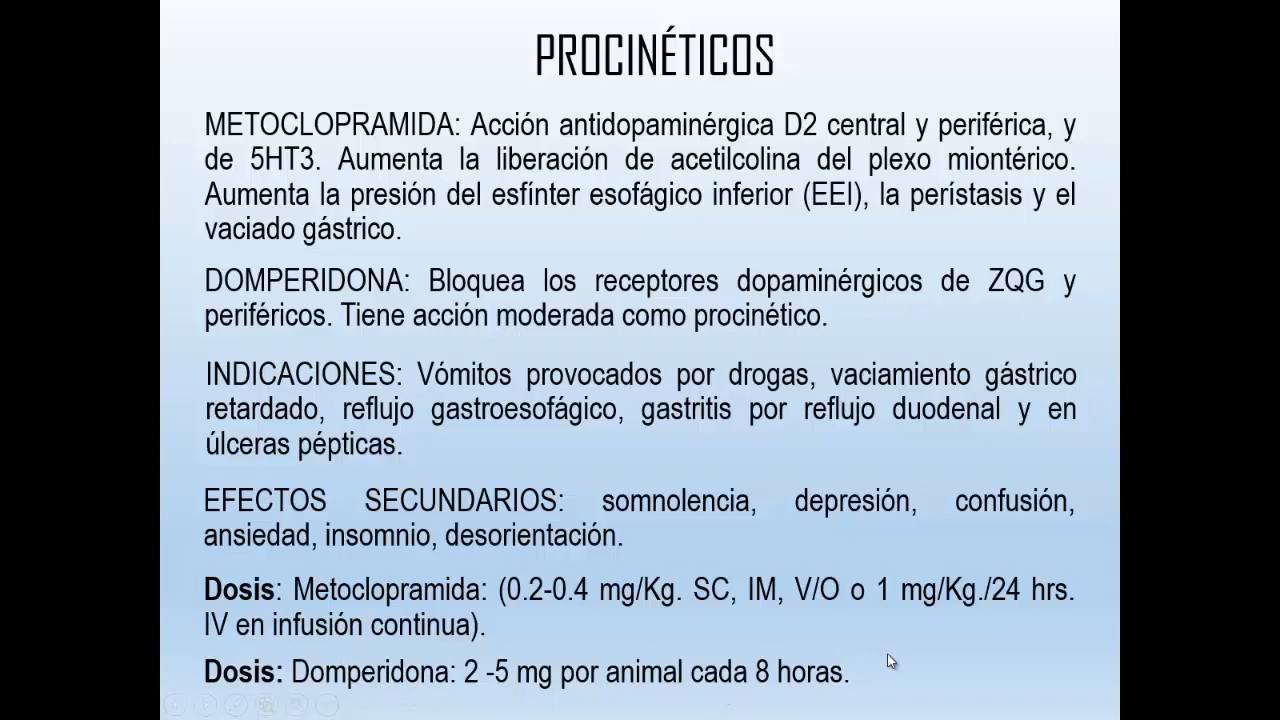 PROCINÉTICOS
METOCLOPRAMIDA: Acción antidopaminérgica D2 central y periférica, y
de 5HT3. Aumenta la liberación de acetilcolina del plexo miontérico.
Aumenta la presión del esfínter esofágico inferior (EEI), la perístasis y el
vaciado gástrico.
DOMPERIDONA: Bloquea los receptores dopaminérgicos de ZQG y
periféricos. Tiene acción moderada como procinético.
INDICACIONES: Vómitos provocados por drogas, vaciamiento gástrico
retardado, reflujo gastroesofágico, gastritis por reflujo duodenal y en
úlceras pépticas.
EFECTOS SECUNDARIOS: somnolencia, depresión, confusión,
ansiedad, insomnio, desorientación.
Dosis: Metoclopramida: (0.2-0.4 mg/Kg. SC, IM, V/O o 1 mg/Kg./24 hrs.
IV en infusión continua).
Dosis: Domperidona: 2 -5 mg por animal cada 8 horas.